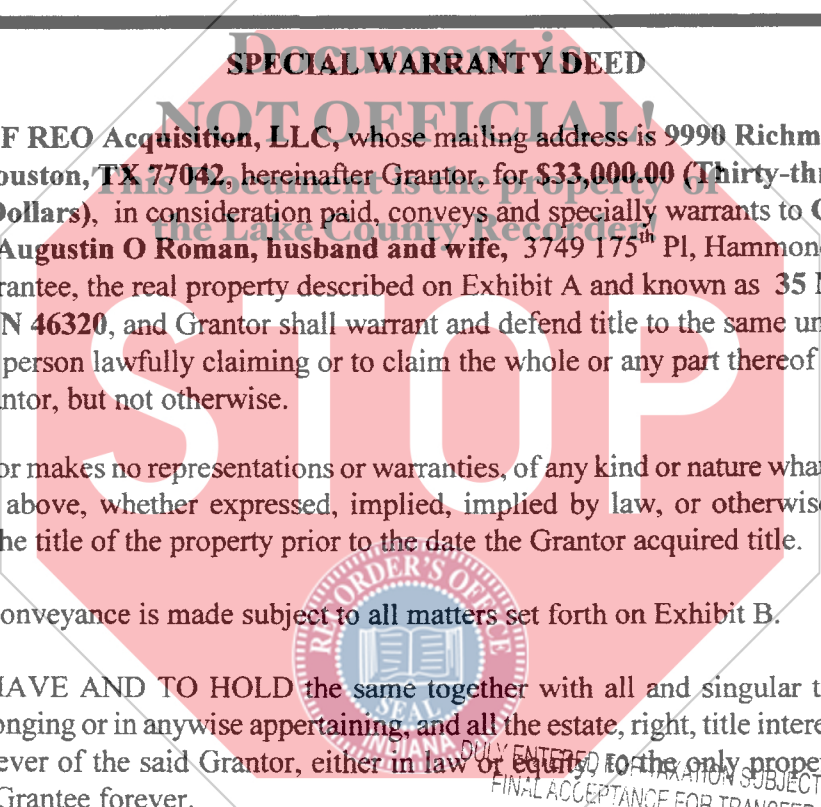 Document is
SPECIAL WARRANTY DEED
NOT OFFICIAL!
F REO Acquisition, LLC, whose mailing address is 9990 Richm
ouston, TX 77042, hereinafter Grantor, for $33,000.00 (Thirty-th
This Document is the property of
Dollars), in consideration paid, conveys and specially warrants to
the Lake County Recorder!
Augustin O Roman, husband and wife, 3749 175th Pl, Hammon
rantee, the real property described on Exhibit A and known as 35
N 46320, and Grantor shall warrant and defend title to the same un
person lawfully claiming or to claim the whole or any part thereof
ntor, but not otherwise.
STOP
or makes no representations or warranties, of any kind or nature wha
above, whether expressed, implied, implied by law, or otherwis
he title of the property prior to the date the Grantor acquired title.
onveyance is made subject to all matters set forth on Exhibit B.
RECORDER'S OFFICE
SEAL
INDIANA
HAVE AND TO HOLD the same together with all and singular t
onging or in anywise appertaining, and all the estate, right, title intere
ever of the said Grantor, either in law or equity, to the only prope
Grantee forever.
DULY ENTERED FOR TAXATION SUBJECT
FINAL ACCEPTANCE FOR TRANSFER